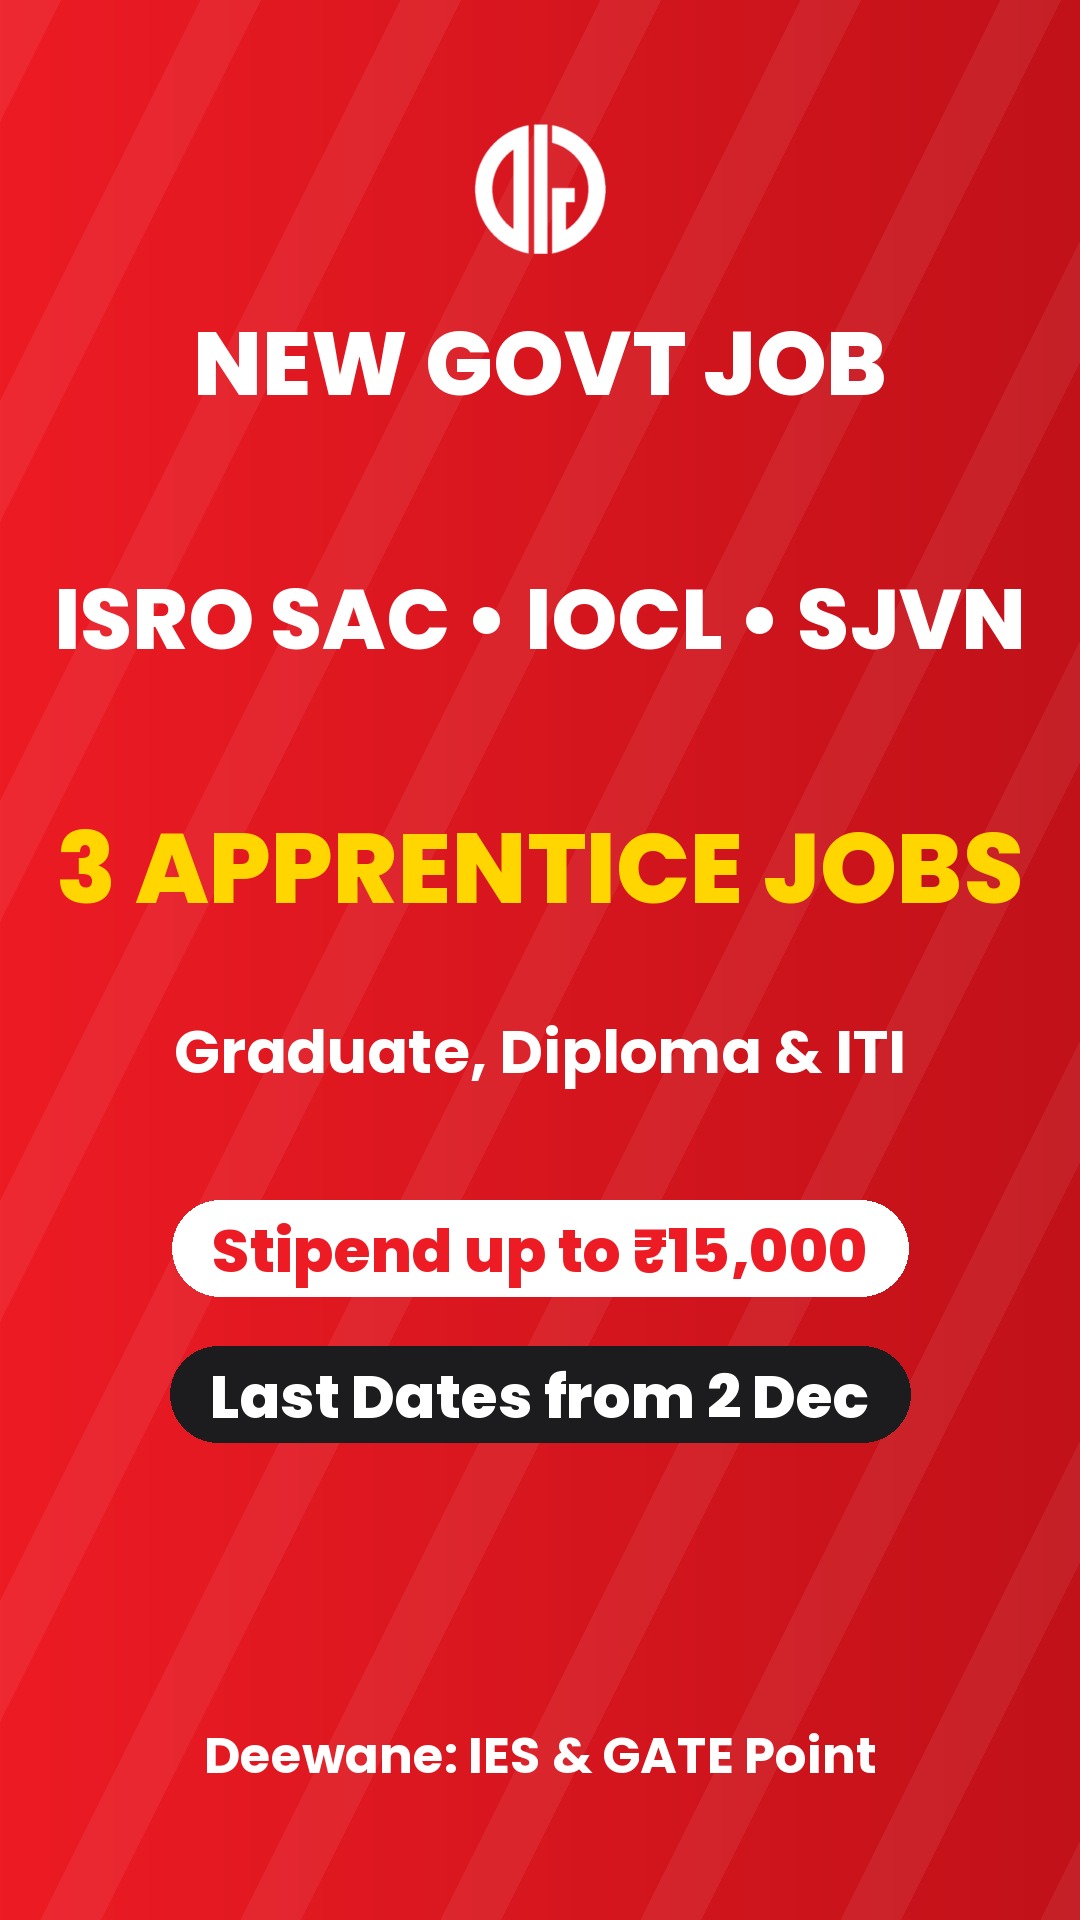 NEW GOVT JOB
ISRO SAC • IOCL • SJVN
3 APPRENTICE JOBS
Graduate, Diploma & ITI
Stipend up to ₹15,000
Last Dates from 2 Dec
Deewane: IES & GATE Point